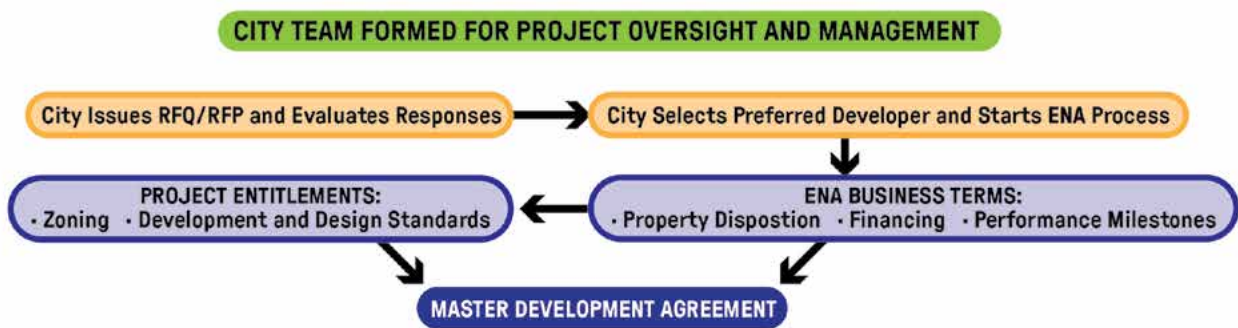 CITY TEAM FORMED FOR PROJECT OVERSIGHT AND MANAGEMENT
City Issues RFQ/RFP and Evaluates Responses
City Selects Preferred Developer and Starts ENA Process
PROJECT ENTITLEMENTS:
· Zoning · Development and Design Standards
ENA BUSINESS TERMS:
· Property Dispostion · Financing · Performance Milestones
MASTER DEVELOPMENT AGREEMENT